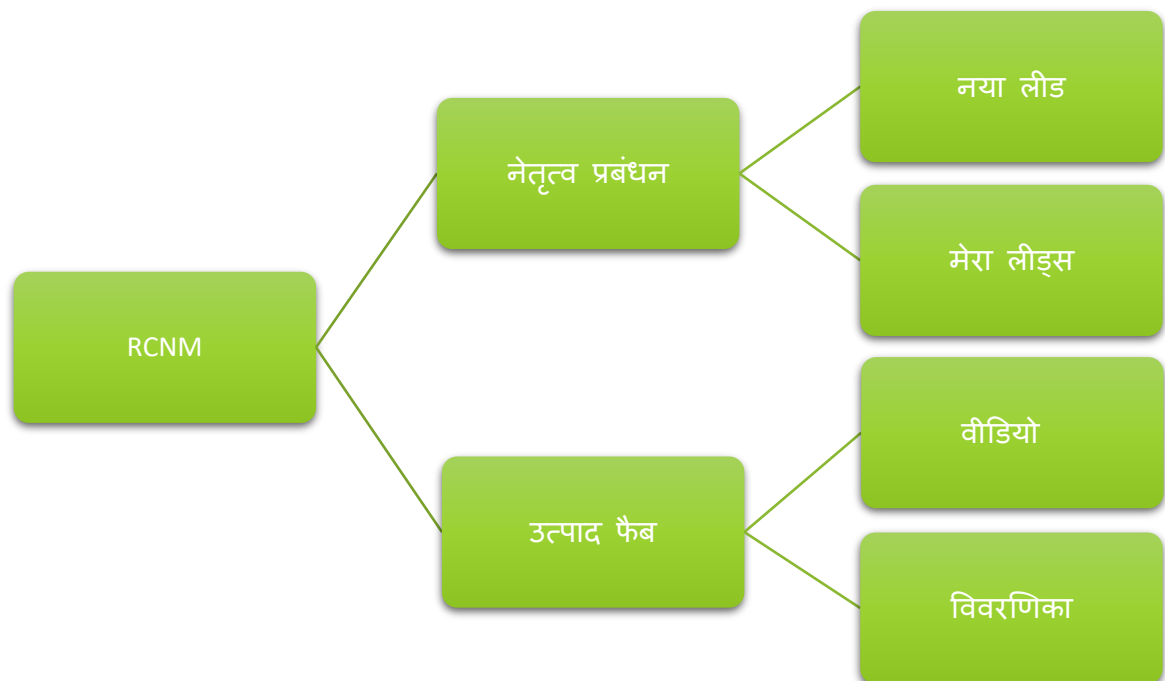 RCNM
नेतृत्व प्रबंधन
नया लीड
मेरा लीड्स
उत्पाद फैब
वीडियो
विवरणिका